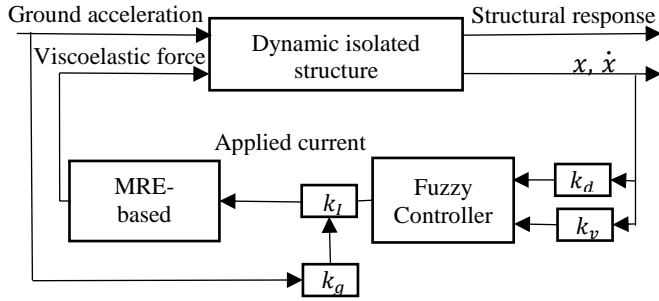 Ground acceleration
Structural response
Dynamic isolated
structure
Viscoelastic force
x, ẋ
Applied current
MRE-
based
k_I
Fuzzy
Controller
k_d
k_v
k_g